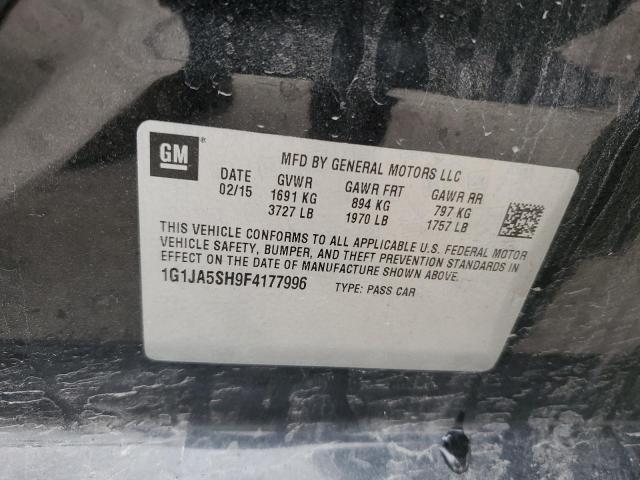 GM
®
MFD BY GENERAL MOTORS LLC
DATE GVWR GAWR FRT GAWR RR
02/15 1691 KG 894 KG 797 KG
3727 LB 1970 LB 1757 LB
THIS VEHICLE CONFORMS TO ALL APPLICABLE U.S. FEDERAL MOTOR
VEHICLE SAFETY, BUMPER, AND THEFT PREVENTION STANDARDS IN
EFFECT ON THE DATE OF MANUFACTURE SHOWN ABOVE.
1G1JA5SH9F4177996 TYPE: PASS CAR